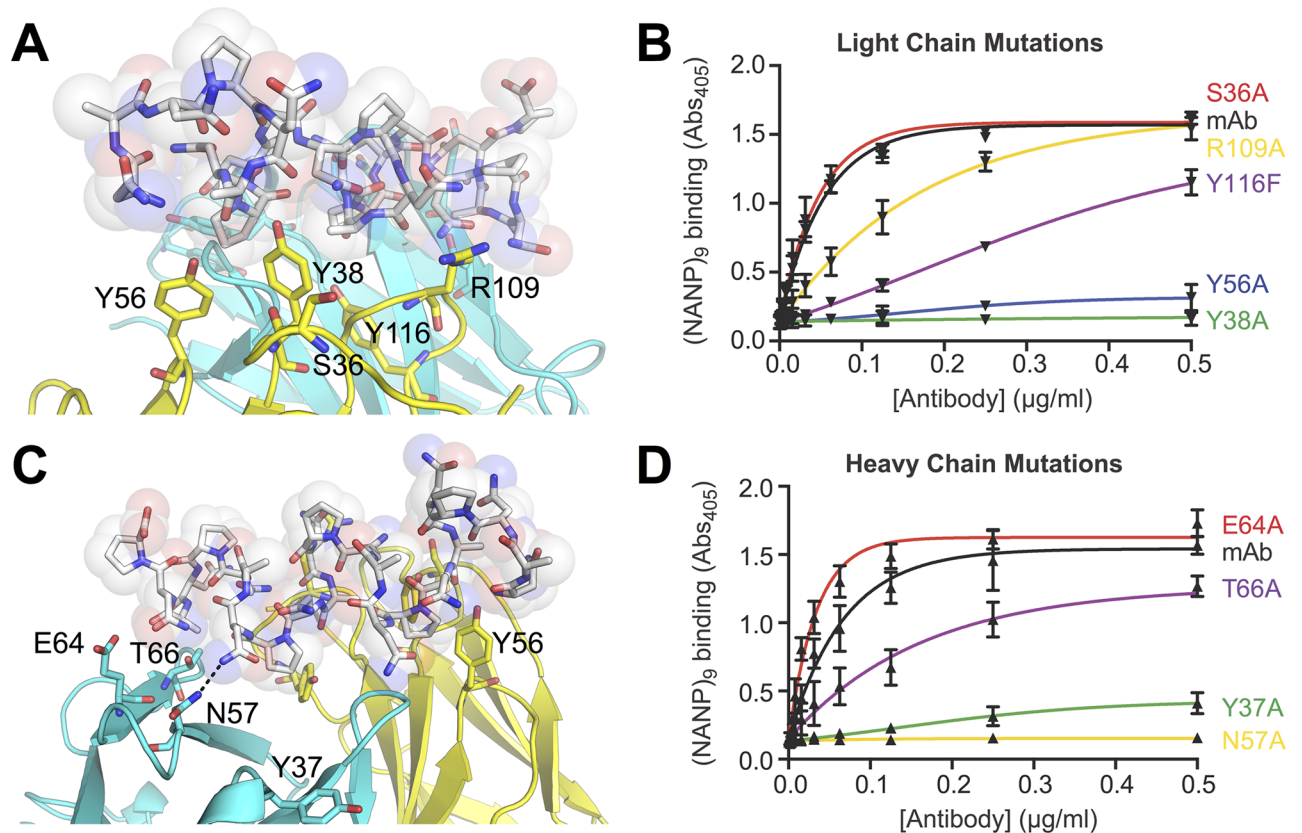 A
Y56
Y38
S36
Y116
R109
B
Light Chain Mutations
(NANP)9 binding (Abs405)
2.0
1.5
1.0
0.5
0.0
0.0
0.1
0.2
0.3
0.4
0.5
[Antibody] (µg/ml)
S36A
mAb
R109A
Y116F
Y56A
Y38A
C
E64
T66
N57
Y37
Y56
D
Heavy Chain Mutations
(NANP)9 binding (Abs405)
2.0
1.5
1.0
0.5
0.0
0.0
0.1
0.2
0.3
0.4
0.5
[Antibody] (µg/ml)
E64A
mAb
T66A
Y37A
N57A